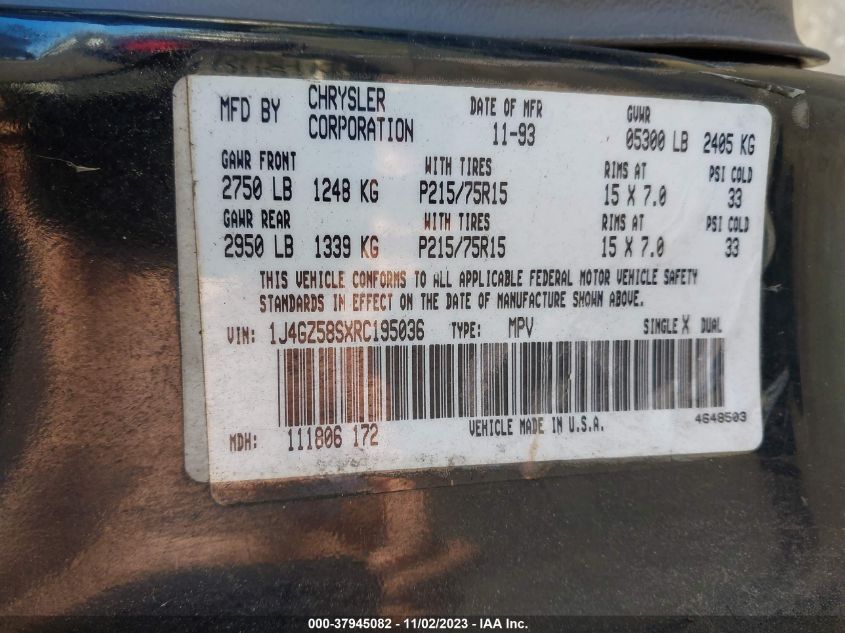 MFD BY CHRYSLER CORPORATION DATE OF MFR 11-93 GVWR 05300 LB 2405 KG
GAWR FRONT WITH TIRES RIMS AT PSI COLD
2750 LB 1248 KG P215/75R15 15 X 7.0 33
GAWR REAR WITH TIRES RIMS AT PSI COLD
2950 LB 1339 KG P215/75R15 15 X 7.0 33
THIS VEHICLE CONFORMS TO ALL APPLICABLE FEDERAL MOTOR VEHICLE SAFETY
STANDARDS IN EFFECT ON THE DATE OF MANUFACTURE SHOWN ABOVE.
VIN: 1J4GZ58SXRC195036 TYPE: MPV SINGLE X DUAL
MDH: 111806 172 VEHICLE MADE IN U.S.A. 4648503
000-37945082 - 11/02/2023 - IAA Inc.